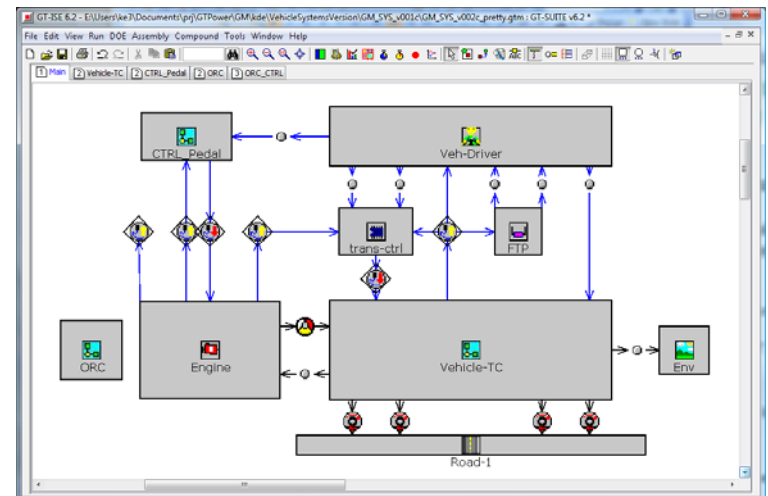 GT-ISE 6.2 - E:\Users\ke3\Documents\prj\GTPower\GM\kde\VehicleSystemsVersion\GM_SYS_v001c\GM_SYS_v002c_pretty.gtm : GT-SUITE v6.2 *
File Edit View Run DOE Assembly Compound Tools Window Help
1 Main 2 Vehicle-TC 2 CTRL_Pedal 2 ORC 3 ORC_CTRL
CTRL_Pedal
Veh-Driver
trans-ctrl
FTP
ORC
Engine
Vehicle-TC
Env
Road-1